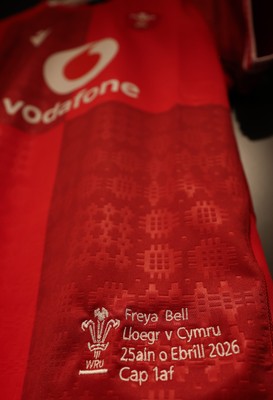 vodafone
Freya Bell
Lloegr v Cymru
25ain o Ebrill 2026
Cap 1af
WRU